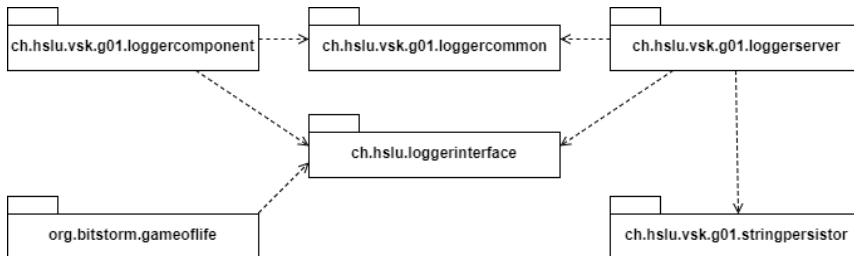 ch.hslu.vsk.g01.loggercomponent
ch.hslu.vsk.g01.loggercommon
ch.hslu.vsk.g01.loggerserver
ch.hslu.loggerinterface
org.bitstorm.gameoflife
ch.hslu.vsk.g01.stringpersistor